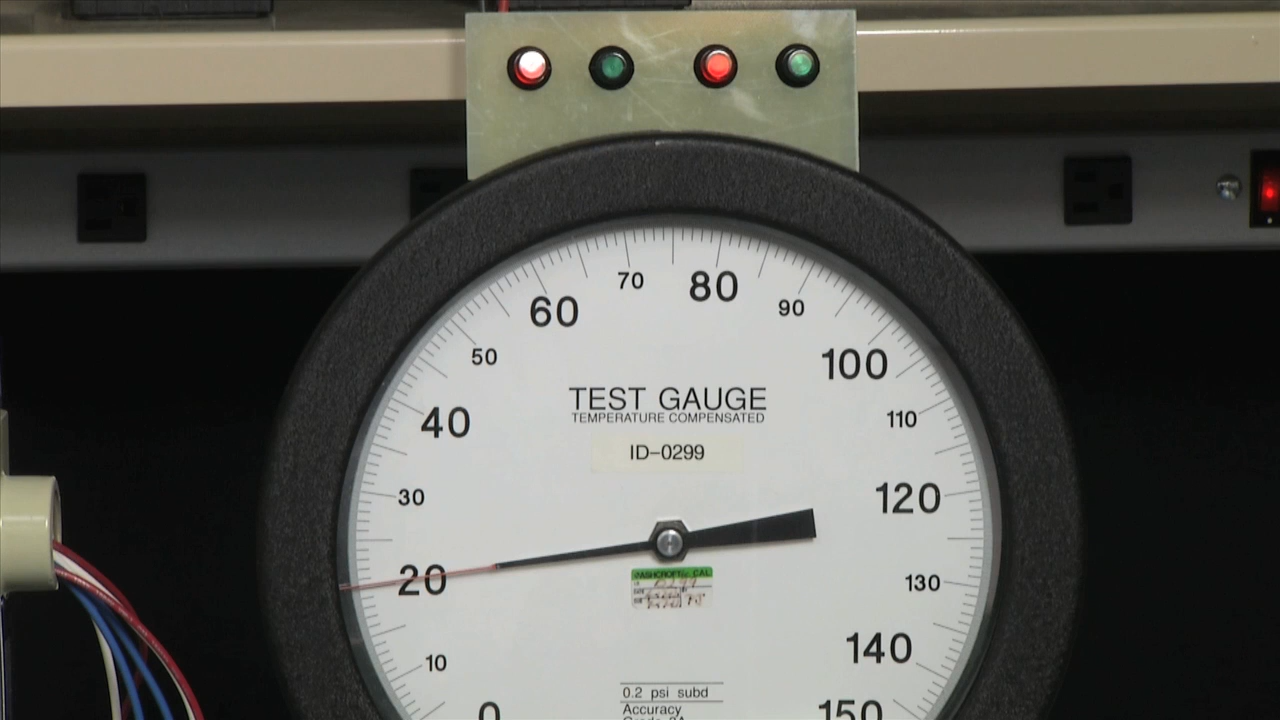 70
80
60
90
50
100
TEST GAUGE
TEMPERATURE COMPENSATED
40
110
ID-0299
30
120
ASHCROFT CAL
20
130
10
140
0.2 psi subd
0
150
Accuracy